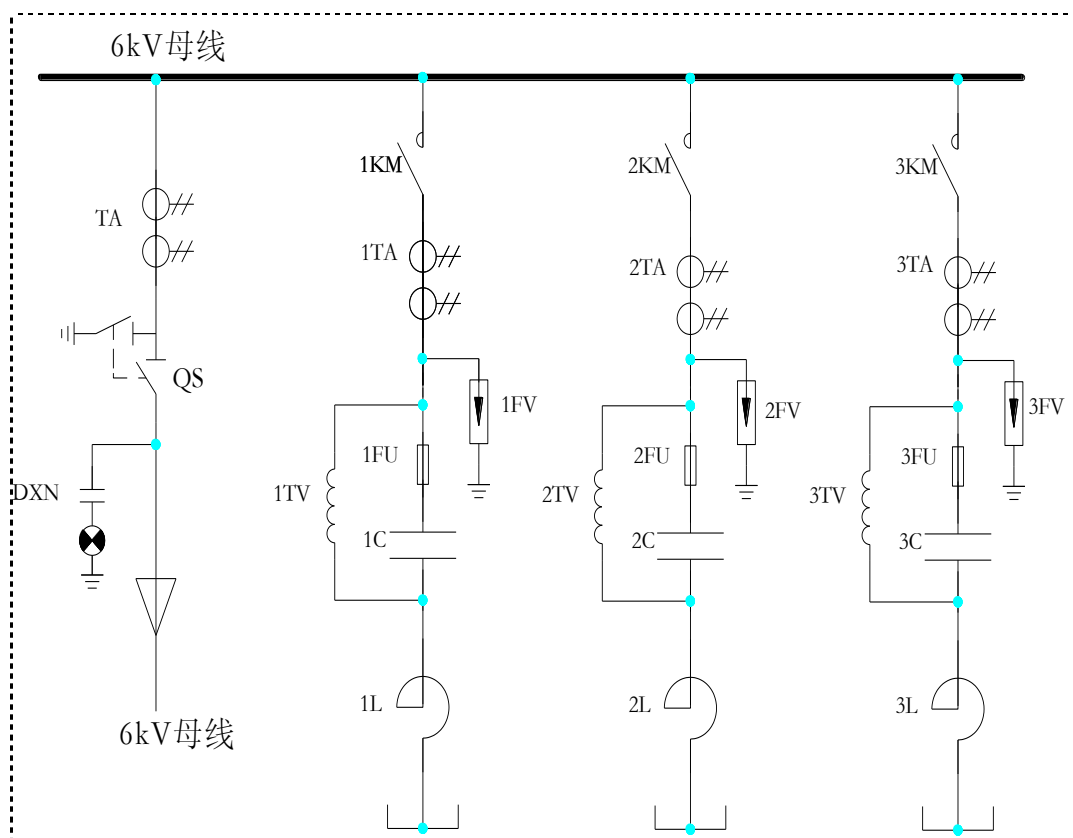 6kV母线
TA
QS
DXN
6kV母线
1KM
1TA
1FV
1FU
1TV
1C
1L
2KM
2TA
2FV
2FU
2TV
2C
2L
3KM
3TA
3FV
3FU
3TV
3C
3L